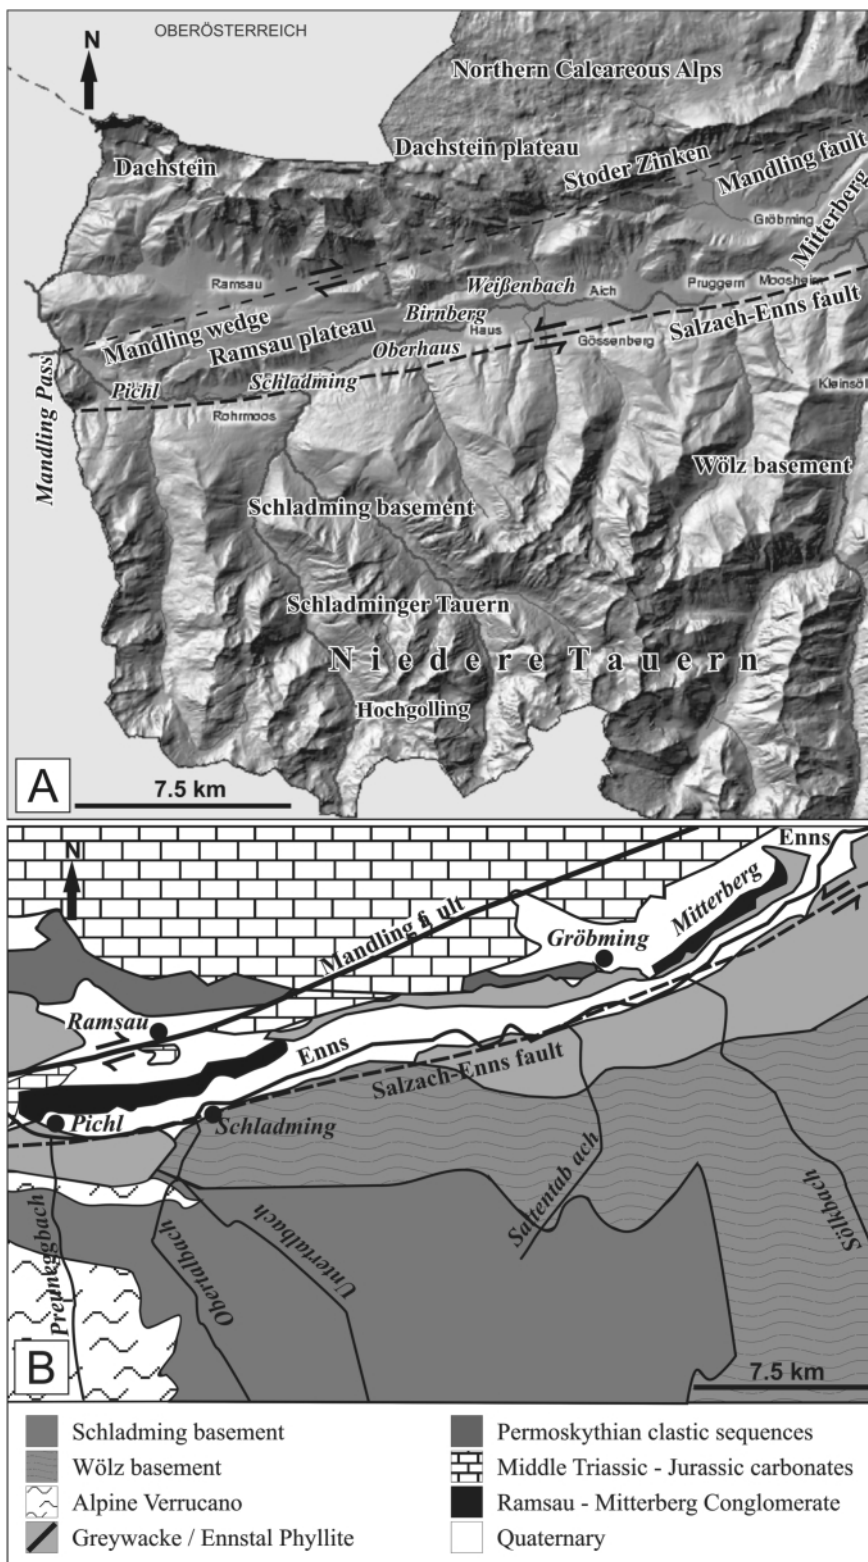 OBERÖSTERREICH
N
Northern Calcareous Alps
Dachstein plateau
Dachstein
Stoder Zinken
Mandling fault
Gröbming
Mitterberg
Ramsau
Weißenbach
Aich
Pruggern
Moosheim
Mandling wedge
Ramsau plateau
Birnberg
Haus
Salzach-Enns fault
Oberhaus
Gössenberg
Mandling Pass
Pichl
Schladming
Rohrmoos
Wölz basement
Schladming basement
Schladminger Tauern
Niedere Tauern
Hochgolling
A
7.5 km
N
Enns
Mandling fault
Mitterberg
Gröbming
Ramsau
Enns
Salzach-Enns fault
Pichl
Schladming
Preuneggbach
Obertalbach
Untertalbach
Sattentab ach
Sölkbach
B
7.5 km
Schladming basement
Permoskythian clastic sequences
Wölz basement
Middle Triassic - Jurassic carbonates
Alpine Verrucano
Ramsau - Mitterberg Conglomerate
Greywacke / Ennstal Phyllite
Quaternary